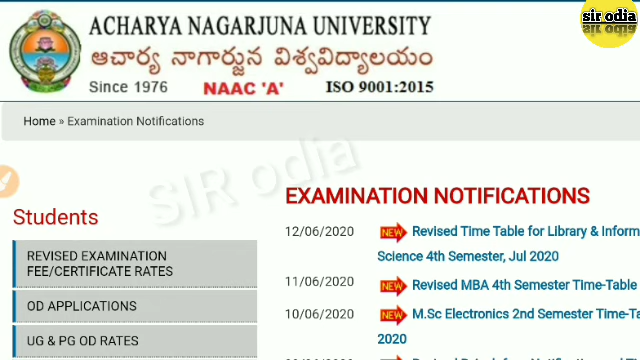 ACHARYA NAGARJUNA UNIVERSITY
ఆచార్య నాగార్జున విశ్వవిద్యాలయం
Since 1976 NAAC 'A' ISO 9001:2015
sir odia
Home » Examination Notifications
SIR odia
EXAMINATION NOTIFICATIONS
Students
REVISED EXAMINATION
FEE/CERTIFICATE RATES
OD APPLICATIONS
UG & PG OD RATES
12/06/2020 NEW Revised Time Table for Library & Inform
Science 4th Semester, Jul 2020
11/06/2020 NEW Revised MBA 4th Semester Time-Table
10/06/2020 NEW M.Sc Electronics 2nd Semester Time-Ta
2020